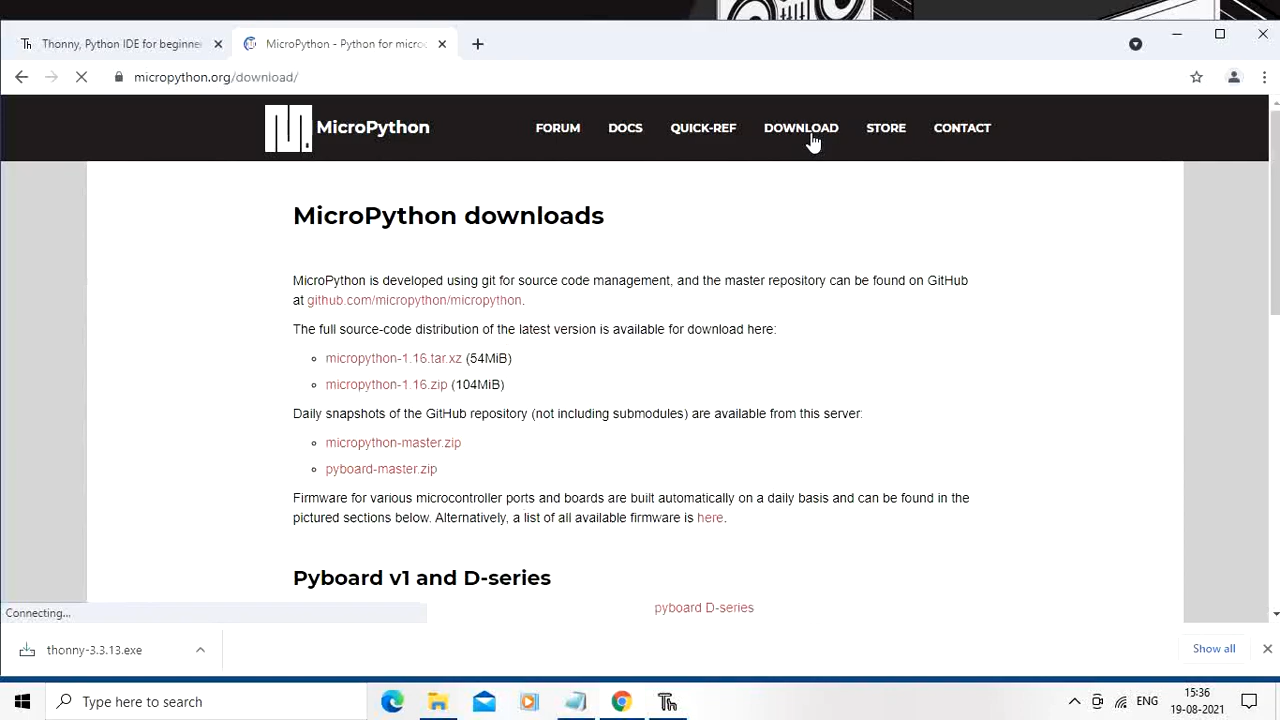 Thonny, Python IDE for beginne
MicroPython - Python for microc
micropython.org/download/
MicroPython
FORUM
DOCS
QUICK-REF
DOWNLOAD
STORE
CONTACT
MicroPython downloads
MicroPython is developed using git for source code management, and the master repository can be found on GitHub
at github.com/micropython/micropython.
The full source-code distribution of the latest version is available for download here:
micropython-1.16.tar.xz (54MiB)
micropython-1.16.zip (104MiB)
Daily snapshots of the GitHub repository (not including submodules) are available from this server:
micropython-master.zip
pyboard-master.zip
Firmware for various microcontroller ports and boards are built automatically on a daily basis and can be found in the
pictured sections below. Alternatively, a list of all available firmware is here.
Pyboard v1 and D-series
pyboard D-series
Connecting...
thonny-3.3.13.exe
Show all
Type here to search
ENG
15:36
19-08-2021